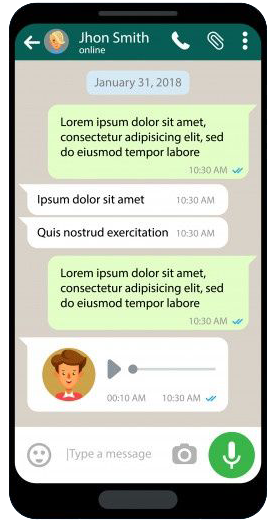 Jhon Smith
online
January 31, 2018
Lorem ipsum dolor sit amet,
consectetur adipisicing elit, sed
do eiusmod tempor labore
10:30 AM
Ipsum dolor sit amet 10:30 AM
Quis nostrud exercitation 10:30 AM
Lorem ipsum dolor sit amet,
consectetur adipisicing elit, sed
do eiusmod tempor labore
10:30 AM
00:10 AM 10:30 AM
Type a message